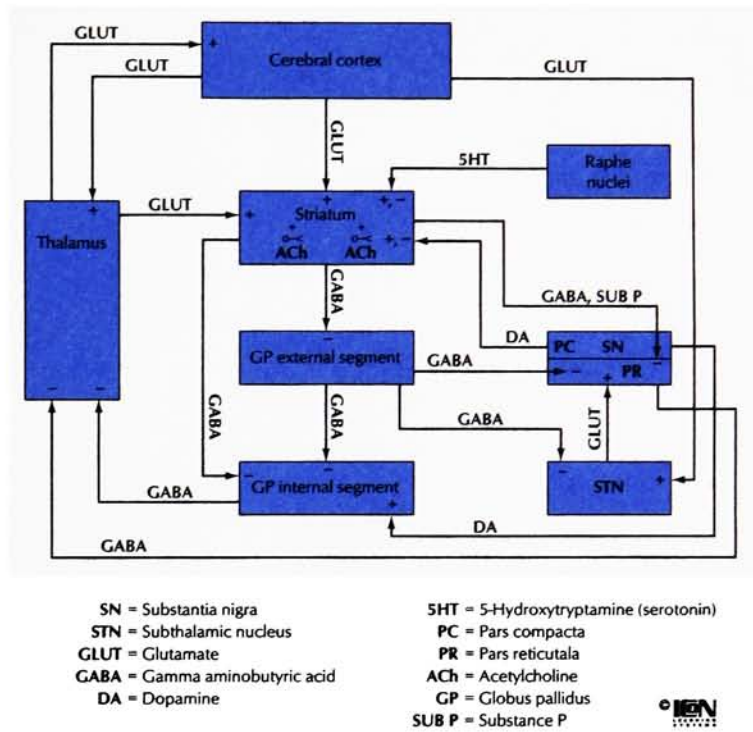 GLUT
+
Cerebral cortex
GLUT
GLUT
GLUT
5HT
Raphe
nuclei
+
GLUT
+
+
+,−
Striatum
Thalamus
+
+
+,−
ACh
ACh
GABA
GABA, SUB P
−
GP external segment
DA
PC
SN
−
GABA
−
PR
+
−
−
GABA
GABA
GABA
GLUT
−
−
−
GABA
GP internal segment
+
STN
+
DA
GABA
SN = Substantia nigra
STN = Subthalamic nucleus
GLUT = Glutamate
GABA = Gamma aminobutyric acid
DA = Dopamine
5HT = 5-Hydroxytryptamine (serotonin)
PC = Pars compacta
PR = Pars reticutala
ACh = Acetylcholine
GP = Globus pallidus
SUB P = Substance P
© ICON